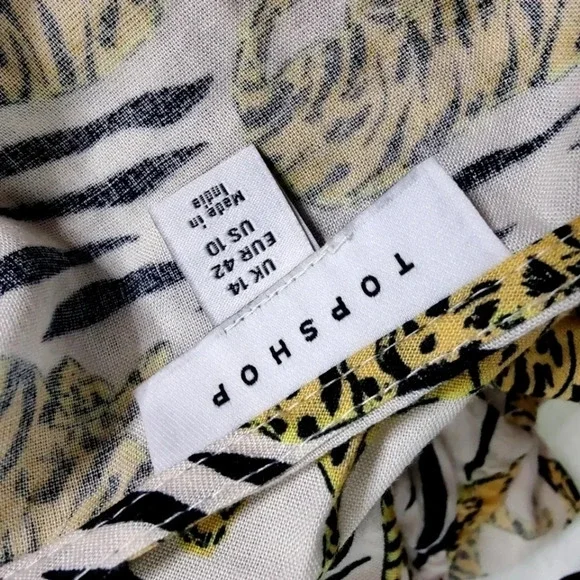 TOPSHOP
UK 14
EUR 42
US 10
Made in
India